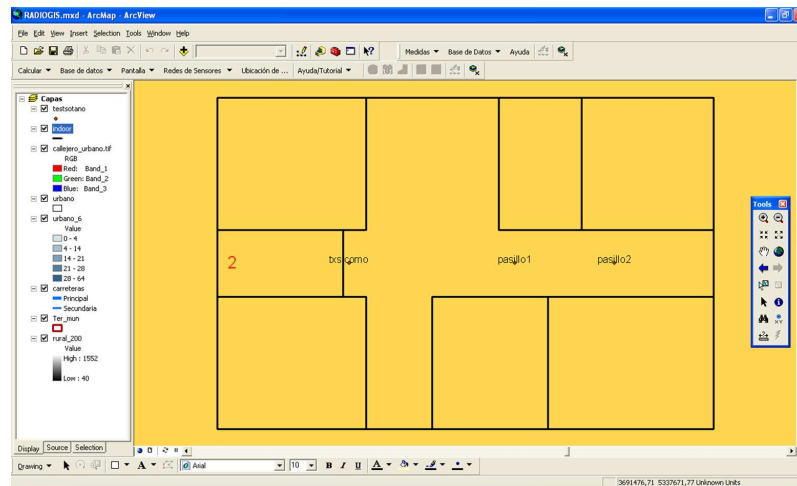 RADIOGIS.mxd - ArcMap - ArcView
File Edit View Insert Selection Tools Window Help
Medidas Base de Datos Ayuda
Calcular Base de datos Pantalla Redes de Sensores Ubicación de ... Ayuda/Tutorial
Capas
testsotano
indoor
callejero_urbano.tif
RGB
Red: Band_1
Green: Band_2
Blue: Band_3
urbano
urbano_6
Value
0 - 4
4 - 14
14 - 21
21 - 28
28 - 64
carreteras
Principal
Secundaria
Ter_mun
rural_200
Value
High : 1552
Low : 40
2
txsicomo
pasillo1
pasillo2
Tools
XY
Display Source Selection
Drawing A Arial 10 B I U A
3691476,71 5337671,77 Unknown Units